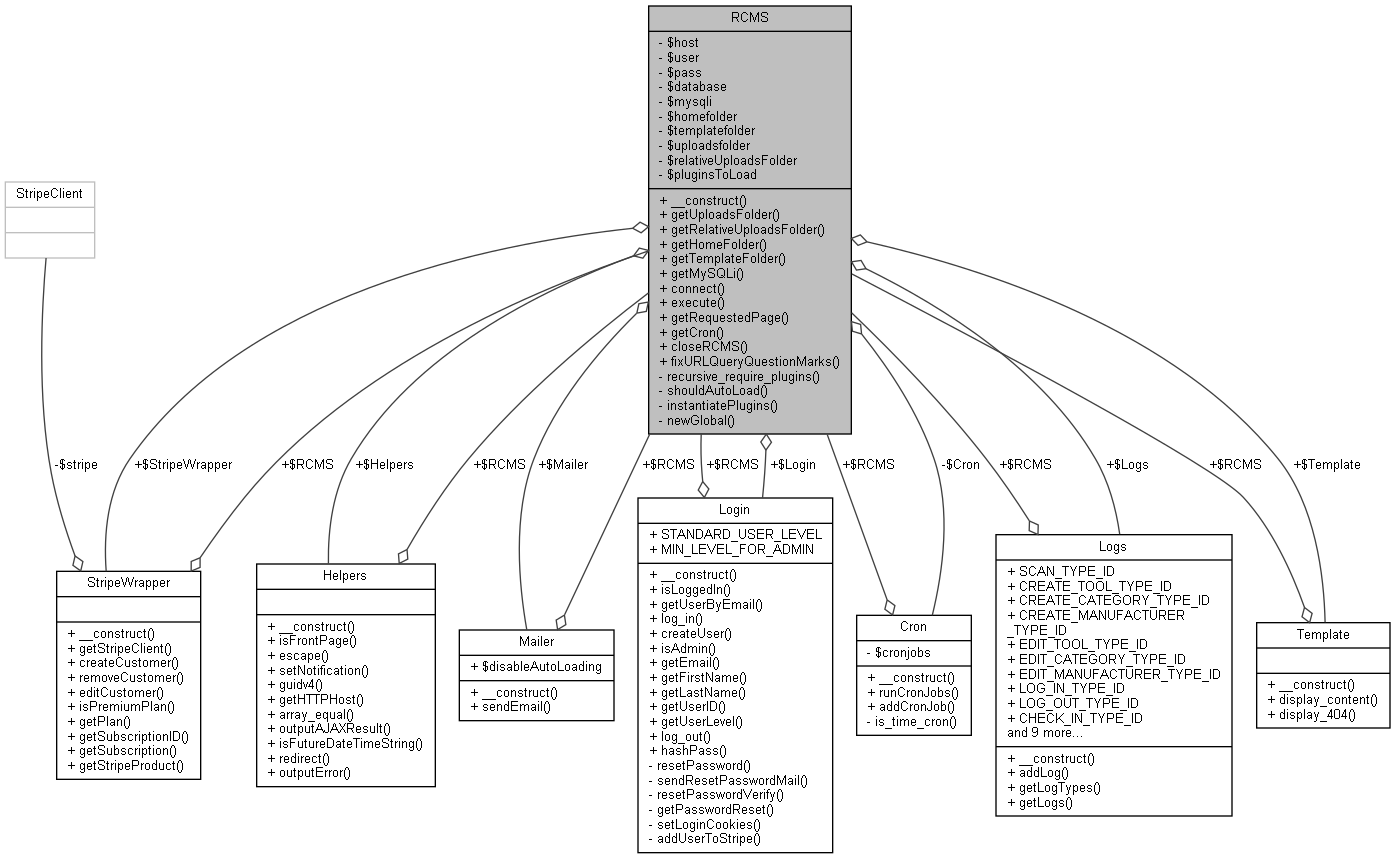 RCMS
- $host
- $user
- $pass
- $database
- $mysqli
- $homefolder
- $templatefolder
- $uploadsfolder
- $relativeUploadsFolder
- $pluginsToLoad
+ __construct()
+ getUploadsFolder()
+ getRelativeUploadsFolder()
+ getHomeFolder()
+ getTemplateFolder()
+ getMySQLi()
+ connect()
+ execute()
+ getRequestedPage()
+ getCron()
+ closeRCMS()
+ fixURLQueryQuestionMarks()
- recursive_require_plugins()
- shouldAutoLoad()
- instantiatePlugins()
- newGlobal()
StripeClient
-$stripe
+$StripeWrapper
+$RCMS
+$Helpers
+$RCMS
+$Mailer
+$RCMS
+$RCMS
+$Login
+$RCMS
-$Cron
+$RCMS
+$Logs
+$RCMS
+$Template
StripeWrapper
+ __construct()
+ getStripeClient()
+ createCustomer()
+ removeCustomer()
+ editCustomer()
+ isPremiumPlan()
+ getPlan()
+ getSubscriptionID()
+ getSubscription()
+ getStripeProduct()
Helpers
+ __construct()
+ isFrontPage()
+ escape()
+ setNotification()
+ guidv4()
+ getHTTPHost()
+ array_equal()
+ outputAJAXResult()
+ isFutureDateTimeString()
+ redirect()
+ outputError()
Mailer
+ $disableAutoLoading
+ __construct()
+ sendEmail()
Login
+ STANDARD_USER_LEVEL
+ MIN_LEVEL_FOR_ADMIN
+ __construct()
+ isLoggedIn()
+ getUserByEmail()
+ log_in()
+ createUser()
+ isAdmin()
+ getEmail()
+ getFirstName()
+ getLastName()
+ getUserID()
+ getUserLevel()
+ log_out()
+ hashPass()
- resetPassword()
- sendResetPasswordMail()
- resetPasswordVerify()
- getPasswordReset()
- setLoginCookies()
- addUserToStripe()
Cron
- $cronjobs
+ __construct()
+ runCronJobs()
+ addCronJob()
- is_time_cron()
Logs
+ SCAN_TYPE_ID
+ CREATE_TOOL_TYPE_ID
+ CREATE_CATEGORY_TYPE_ID
+ CREATE_MANUFACTURER
_TYPE_ID
+ EDIT_TOOL_TYPE_ID
+ EDIT_CATEGORY_TYPE_ID
+ EDIT_MANUFACTURER_TYPE_ID
+ LOG_IN_TYPE_ID
+ LOG_OUT_TYPE_ID
+ CHECK_IN_TYPE_ID
and 9 more...
+ __construct()
+ addLog()
+ getLogTypes()
+ getLogs()
Template
+ __construct()
+ display_content()
+ display_404()